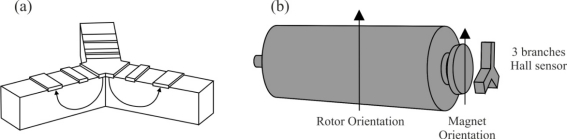 (a)
(b)
3 branches
Hall sensor
Rotor Orientation
Magnet
Orientation